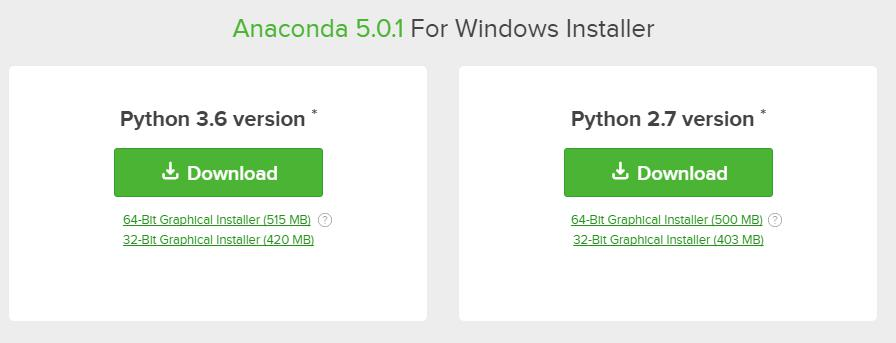 Anaconda 5.0.1 For Windows Installer
Python 3.6 version *
Download
64-Bit Graphical Installer (515 MB) ?
32-Bit Graphical Installer (420 MB)
Python 2.7 version *
Download
64-Bit Graphical Installer (500 MB) ?
32-Bit Graphical Installer (403 MB)